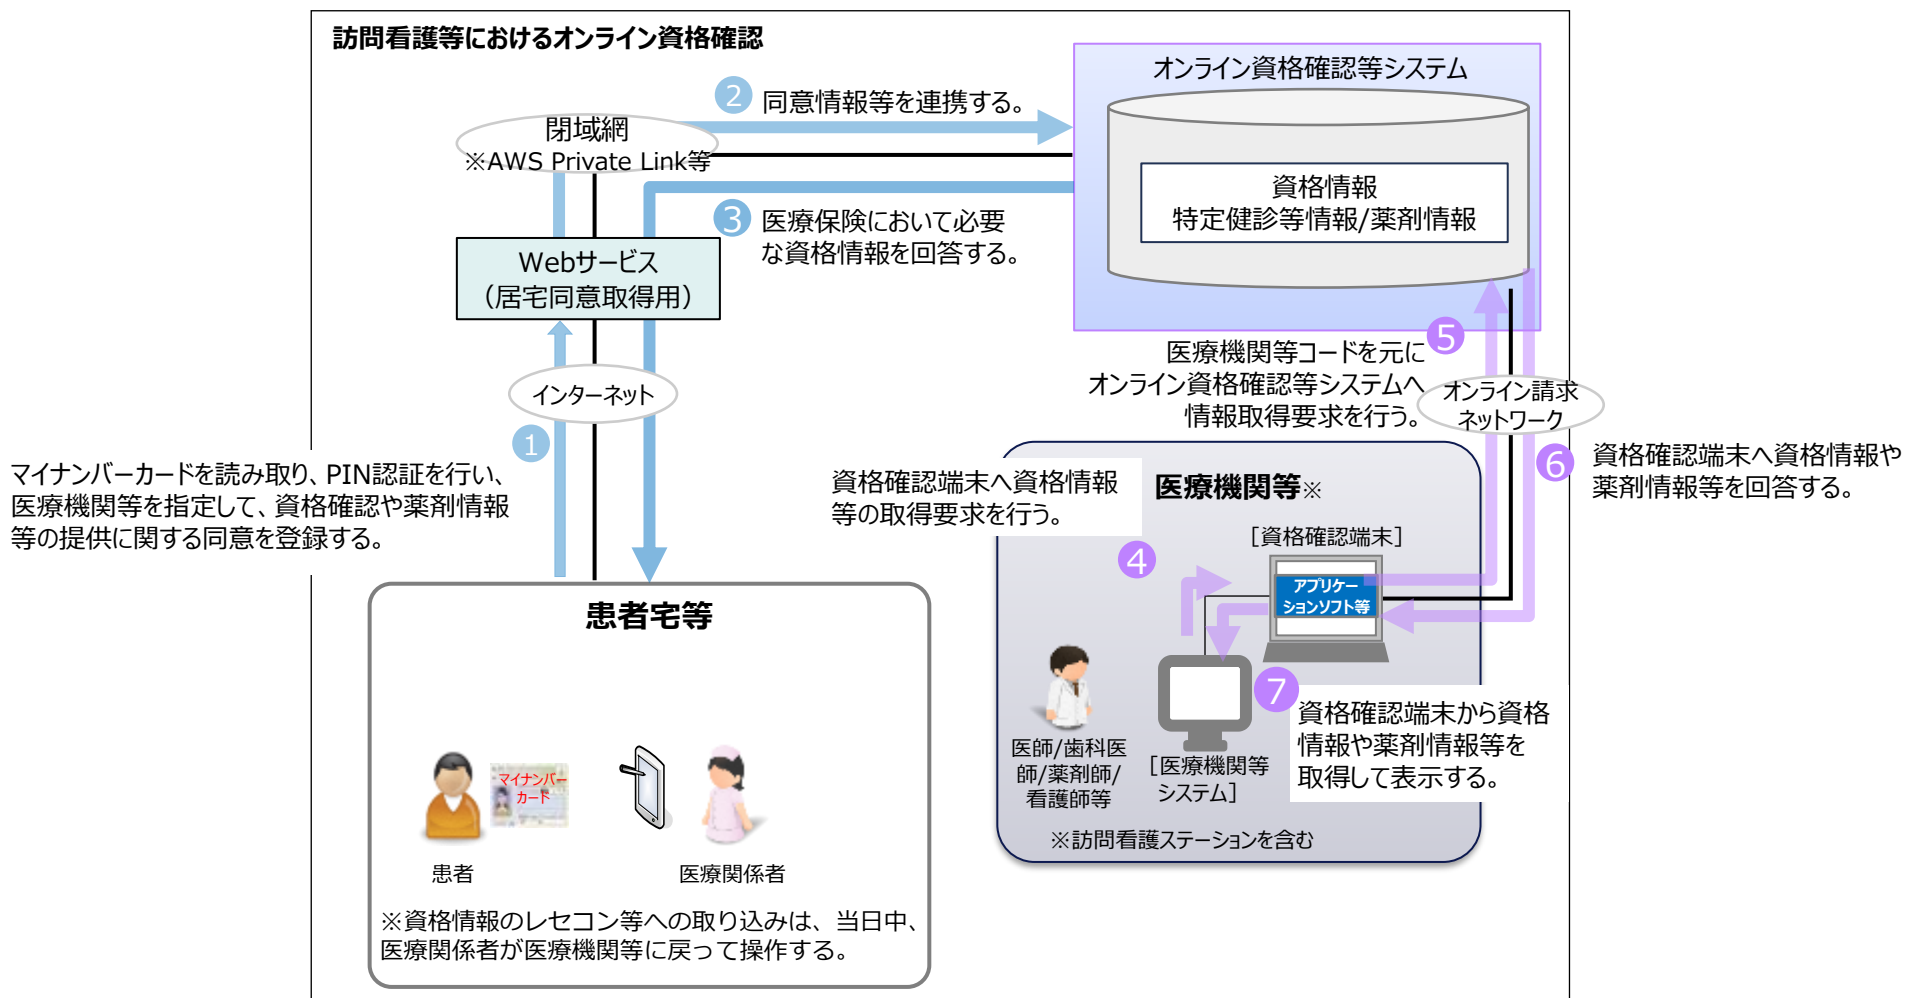 訪問看護等におけるオンライン資格確認
オンライン資格確認等システム
2 同意情報等を連携する。
閉域網
※AWS Private Link等
資格情報
特定健診等情報/薬剤情報
3 医療保険において必要
な資格情報を回答する。
Webサービス
（居宅同意取得用）
5
医療機関等コードを元に
オンライン資格確認等システムへ
情報取得要求を行う。
インターネット
オンライン請求
ネットワーク
1
マイナンバーカードを読み取り、PIN認証を行い、
医療機関等を指定して、資格確認や薬剤情報
等の提供に関する同意を登録する。
6 資格確認端末へ資格情報や
薬剤情報等を回答する。
資格確認端末へ資格情報
等の取得要求を行う。
4
医療機関等※
［資格確認端末］
アプリケー
ションソフト等
患者宅等
7
資格確認端末から資格
情報や薬剤情報等を
取得して表示する。
医師/歯科医
師/薬剤師/
看護師等
［医療機関等
システム］
※訪問看護ステーションを含む
マイナンバー
カード
患者
医療関係者
※資格情報のレセコン等への取り込みは、当日中、
医療関係者が医療機関等に戻って操作する。